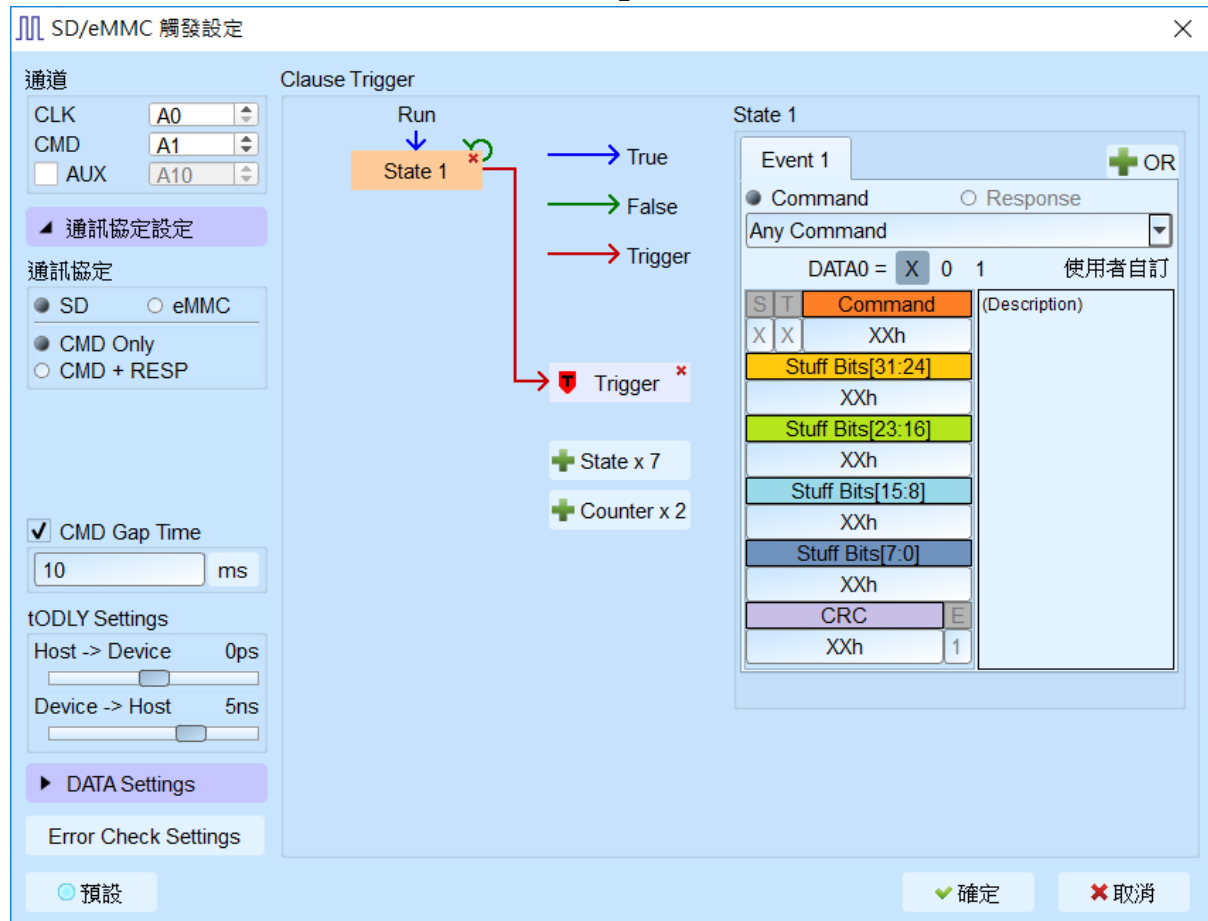 SD/eMMC 觸發設定
通道
CLK A0
CMD A1
AUX A10
通訊協定設定
通訊協定
SD eMMC
CMD Only
CMD + RESP
CMD Gap Time
10 ms
tODLY Settings
Host -> Device 0ps
Device -> Host 5ns
DATA Settings
Error Check Settings
Clause Trigger
Run
State 1
True
False
Trigger
T Trigger
State x 7
Counter x 2
State 1
Event 1 OR
Command Response
Any Command
DATA0 = X 0 1 使用者自訂
S T Command (Description)
X X XXh
Stuff Bits[31:24]
XXh
Stuff Bits[23:16]
XXh
Stuff Bits[15:8]
XXh
Stuff Bits[7:0]
XXh
CRC E
XXh 1
預設 確定 取消